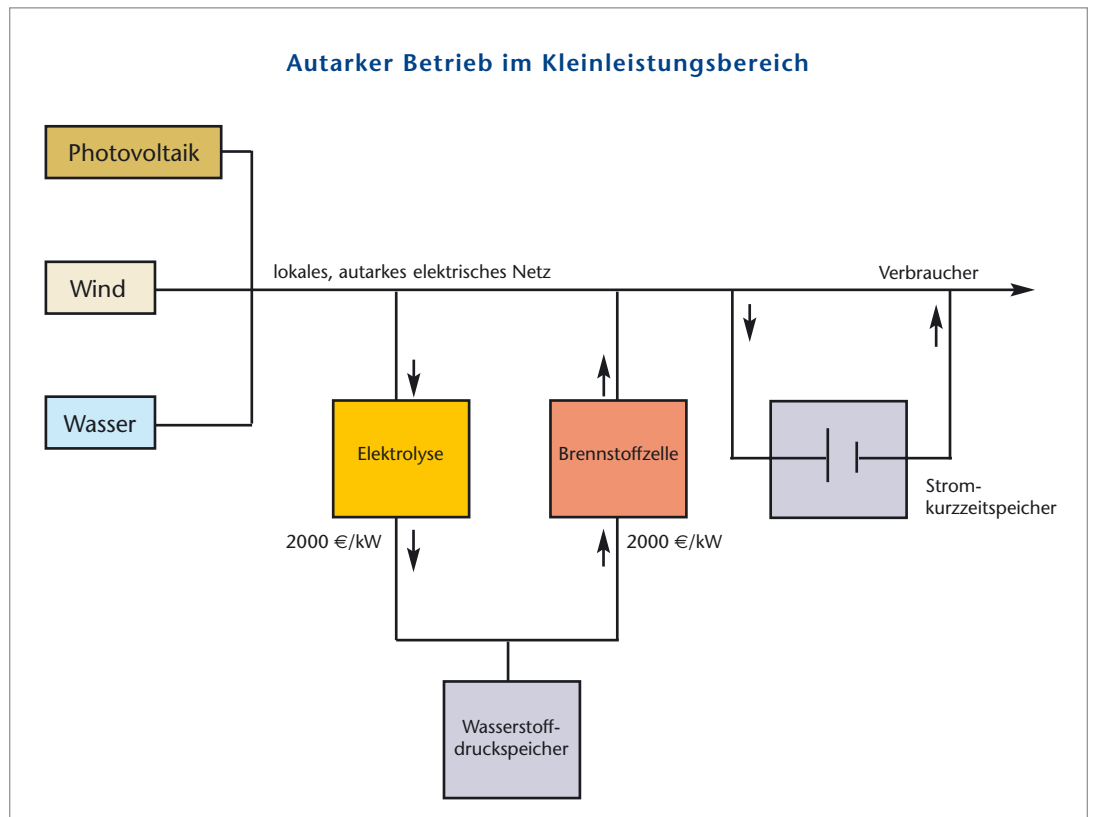 Autarker Betrieb im Kleinleistungsbereich
Photovoltaik
lokales, autarkes elektrisches Netz
Verbraucher
Wind
Wasser
Elektrolyse
Brennstoffzelle
Strom-
kurzzeitspeicher
2000 €/kW
2000 €/kW
Wasserstoff-
druckspeicher